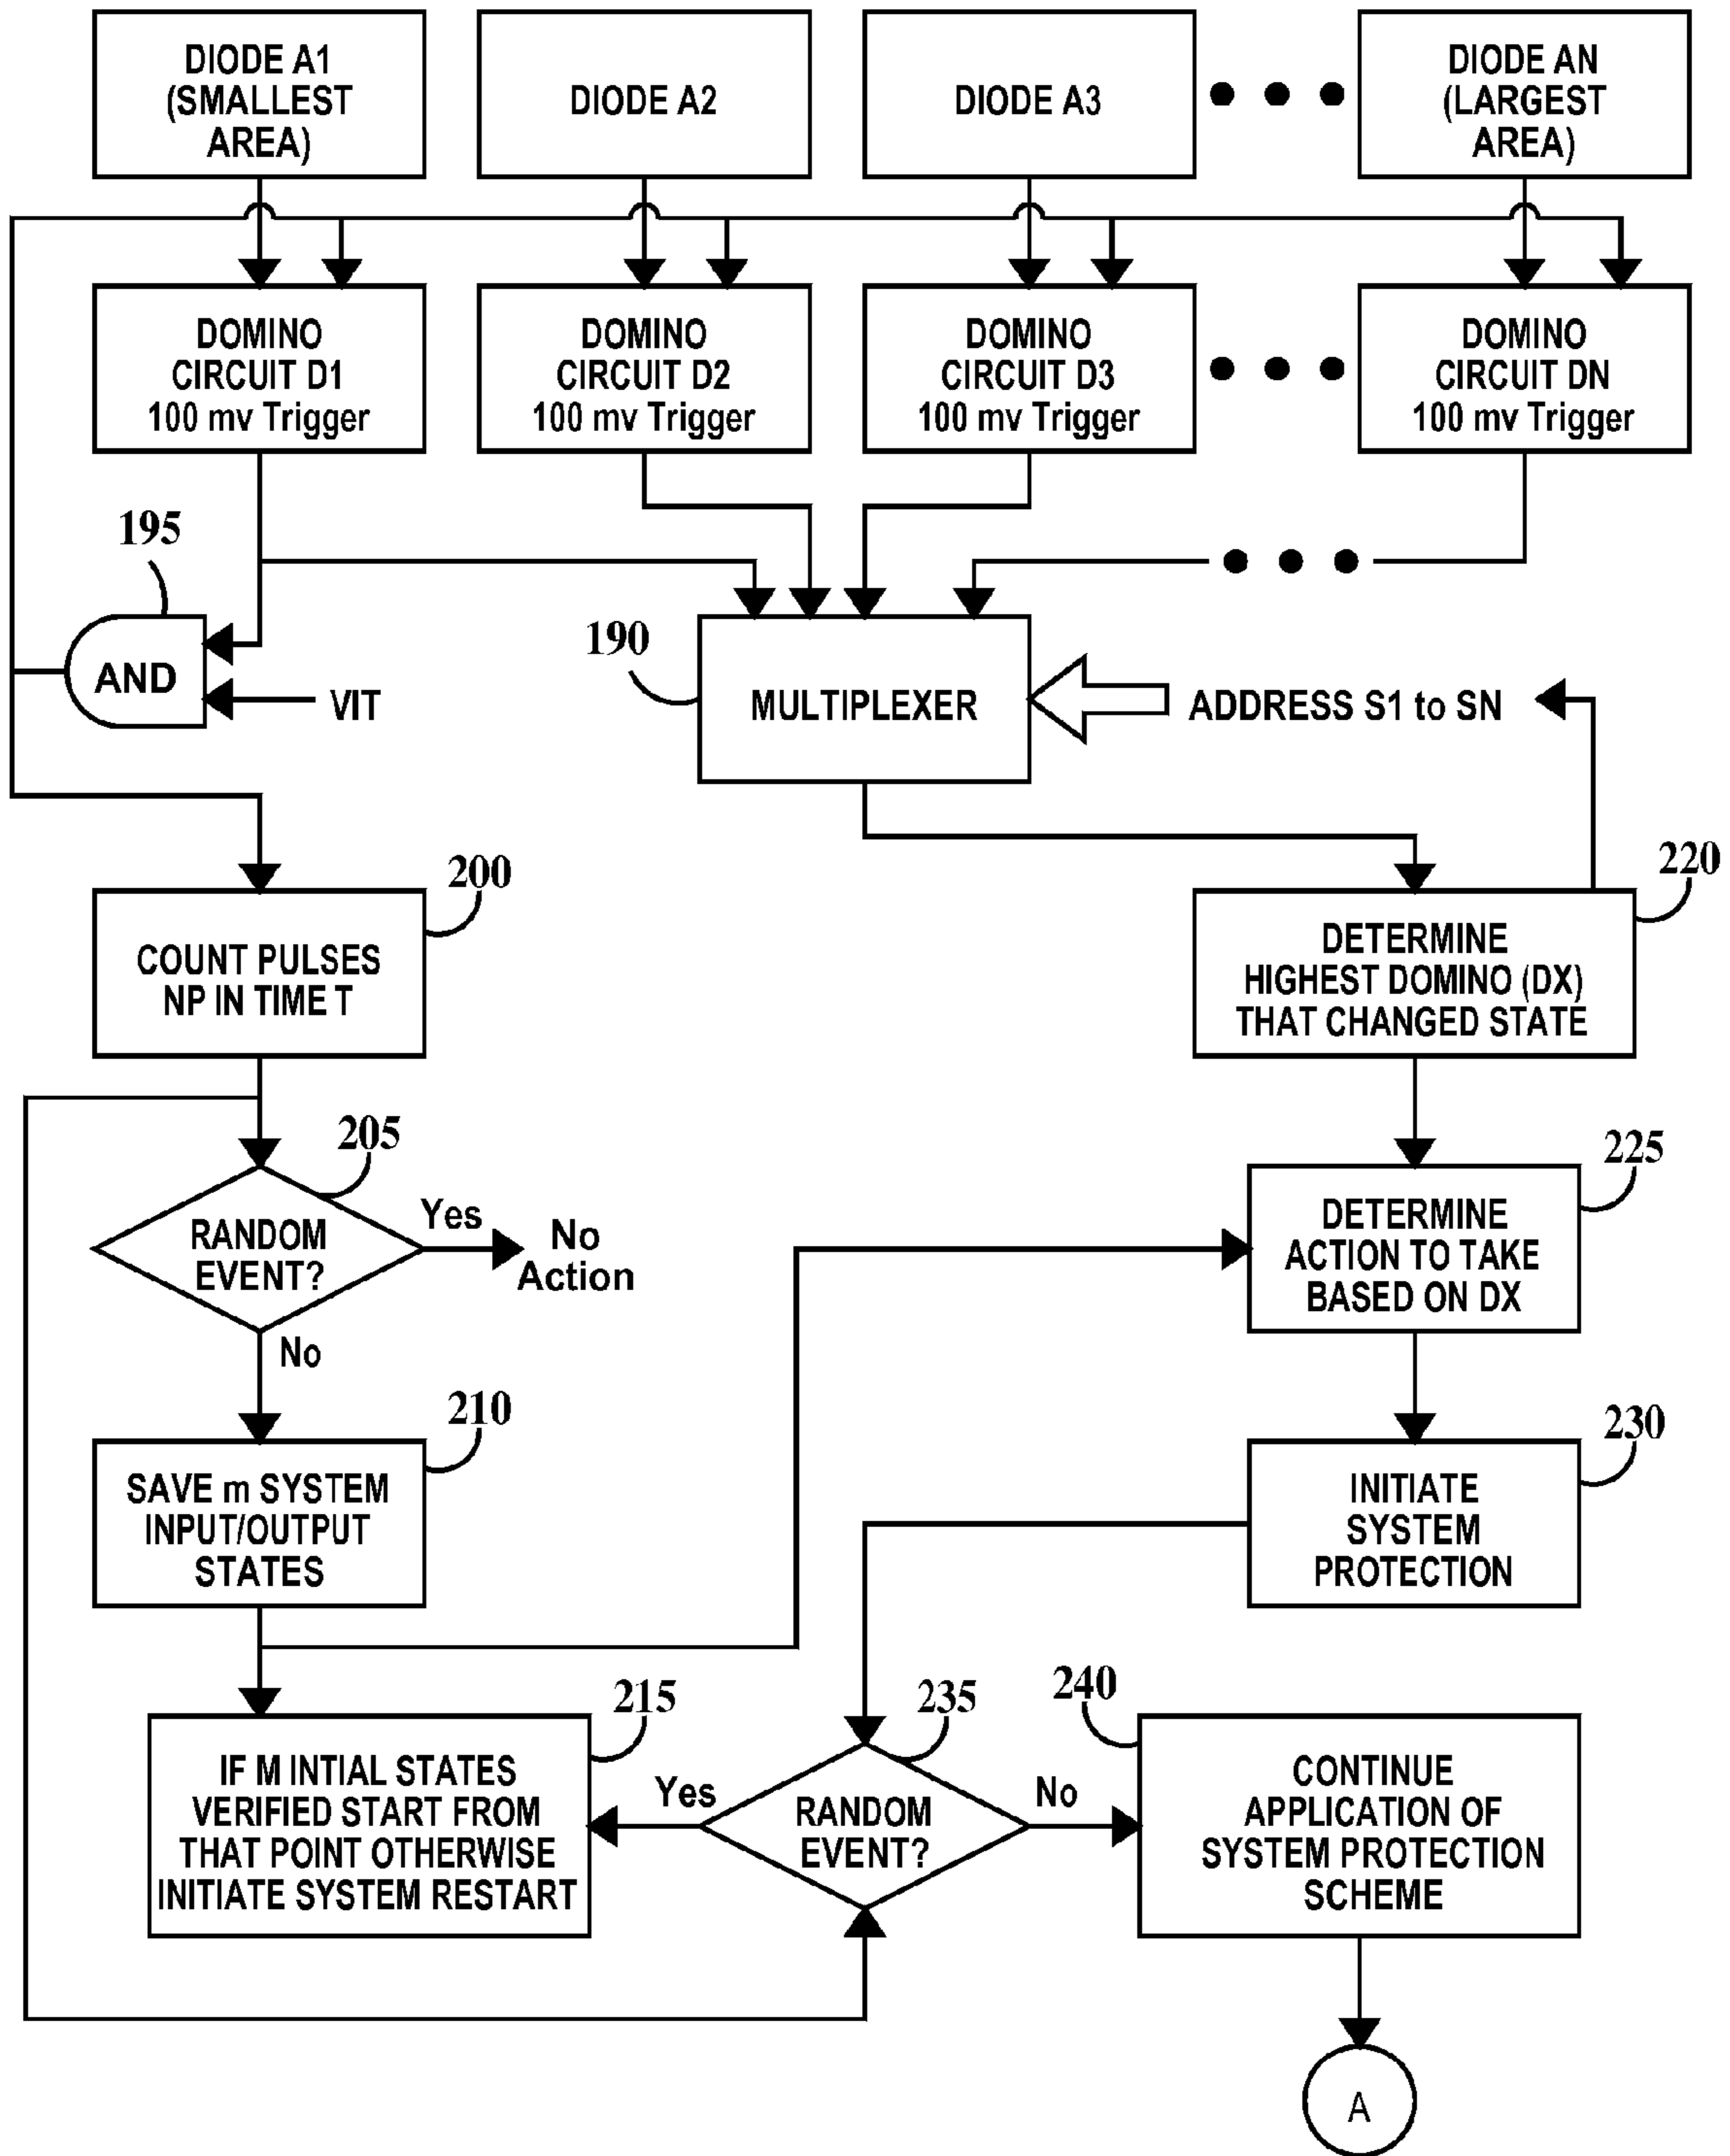 DIODE A1
(SMALLEST
AREA)
DIODE A2
DIODE A3
DIODE AN
(LARGEST
AREA)
DOMINO
CIRCUIT D1
100 mv Trigger
DOMINO
CIRCUIT D2
100 mv Trigger
DOMINO
CIRCUIT D3
100 mv Trigger
DOMINO
CIRCUIT DN
100 mv Trigger
195
AND
VIT
190
MULTIPLEXER
ADDRESS S1 to SN
200
COUNT PULSES
NP IN TIME T
220
DETERMINE
HIGHEST DOMINO (DX)
THAT CHANGED STATE
205
RANDOM
EVENT?
Yes
No
Action
No
225
DETERMINE
ACTION TO TAKE
BASED ON DX
210
SAVE m SYSTEM
INPUT/OUTPUT
STATES
230
INITIATE
SYSTEM
PROTECTION
215
IF M INTIAL STATES
VERIFIED START FROM
THAT POINT OTHERWISE
INITIATE SYSTEM RESTART
235
Yes
RANDOM
EVENT?
No
240
CONTINUE
APPLICATION OF
SYSTEM PROTECTION
SCHEME
A